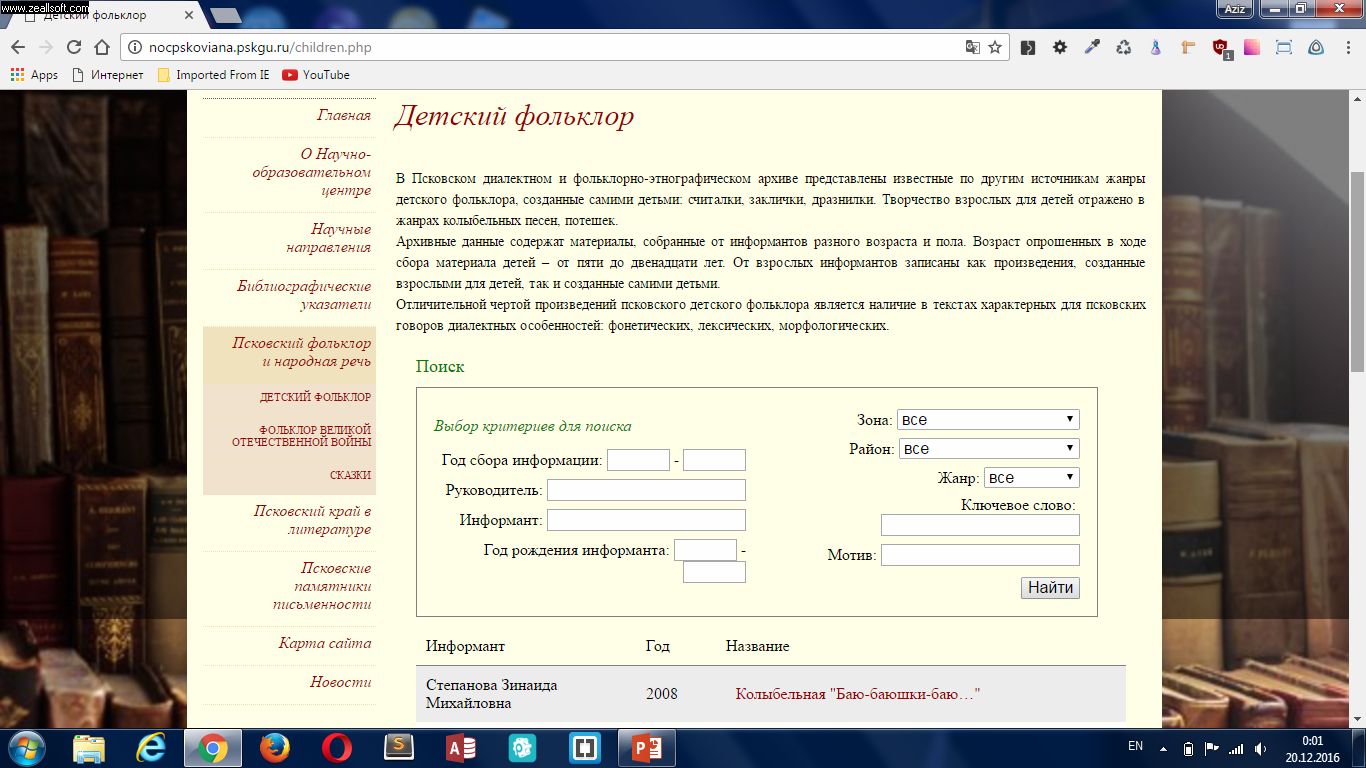 www.zeallsoft.com
Детский фольклор
Aziz
nocpskoviana.pskgu.ru/children.php
1
Apps
Интернет
Imported From IE
YouTube
Главная
О Научно-
образовательном
центре
Научные
направления
Библиографические
указатели
Псковский фольклор
и народная речь
ДЕТСКИЙ ФОЛЬКЛОР
ФОЛЬКЛОР ВЕЛИКОЙ
ОТЕЧЕСТВЕННОЙ ВОЙНЫ
СКАЗКИ
Псковский край в
литературе
Псковские
памятники
письменности
Карта сайта
Новости
Детский фольклор
В Псковском диалектном и фольклорно-этнографическом архиве представлены известные по другим источникам жанры
детского фольклора, созданные самими детьми: считалки, заклички, дразнилки. Творчество взрослых для детей отражено в
жанрах колыбельных песен, потешек.
Архивные данные содержат материалы, собранные от информантов разного возраста и пола. Возраст опрошенных в ходе
сбора материала детей – от пяти до двенадцати лет. От взрослых информантов записаны как произведения, созданные
взрослыми для детей, так и созданные самими детьми.
Отличительной чертой произведений псковского детского фольклора является наличие в текстах характерных для псковских
говоров диалектных особенностей: фонетических, лексических, морфологических.
Поиск
Выбор критериев для поиска
Год сбора информации: -
Руководитель:
Информант:
Год рождения информанта: -
Зона: все
Район: все
Жанр: все
Ключевое слово:
Мотив:
Найти
Информант Год Название
Степанова Зинаида
Михайловна
2008
Колыбельная "Баю-баюшки-баю…"
EN
0:01
20.12.2016